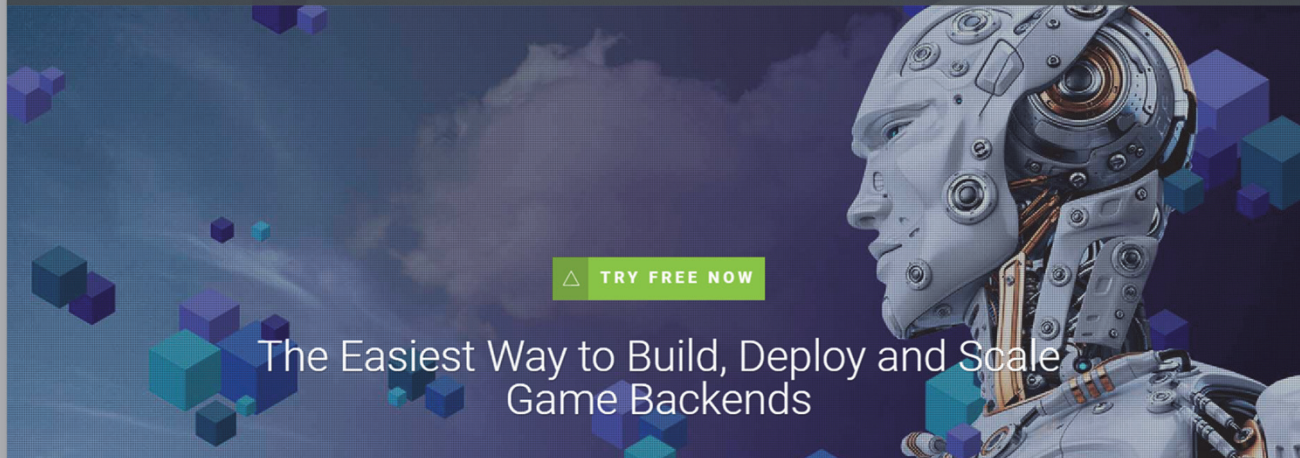 TRY FREE NOW
The Easiest Way to Build, Deploy and Scale
Game Backends